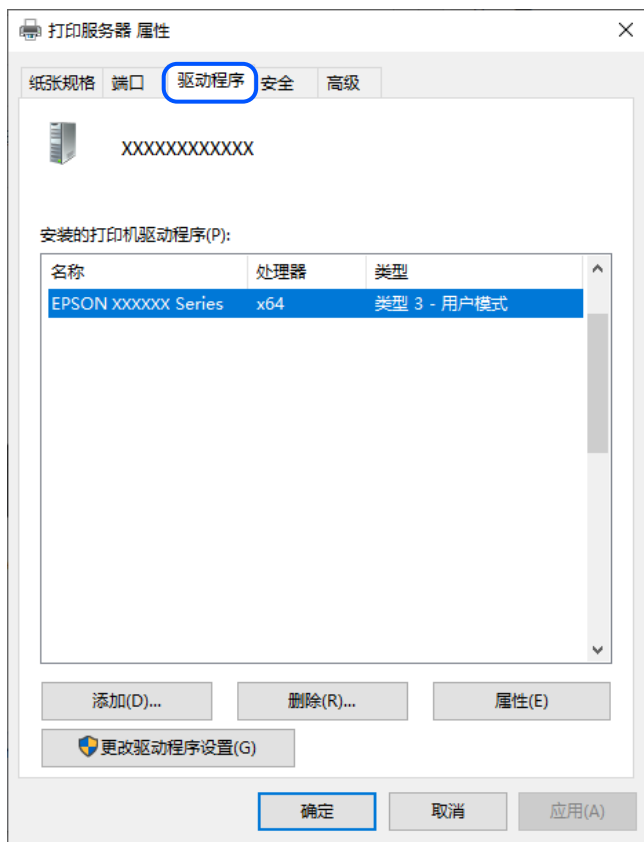 打印服务器 属性
纸张规格 端口 驱动程序 安全 高级
XXXXXXXXXXXX
安装的打印机驱动程序(P):
名称 处理器 类型
EPSON XXXXXX Series x64 类型 3 - 用户模式
添加(D)... 删除(R)... 属性(E)
更改驱动程序设置(G)
确定 取消 应用(A)